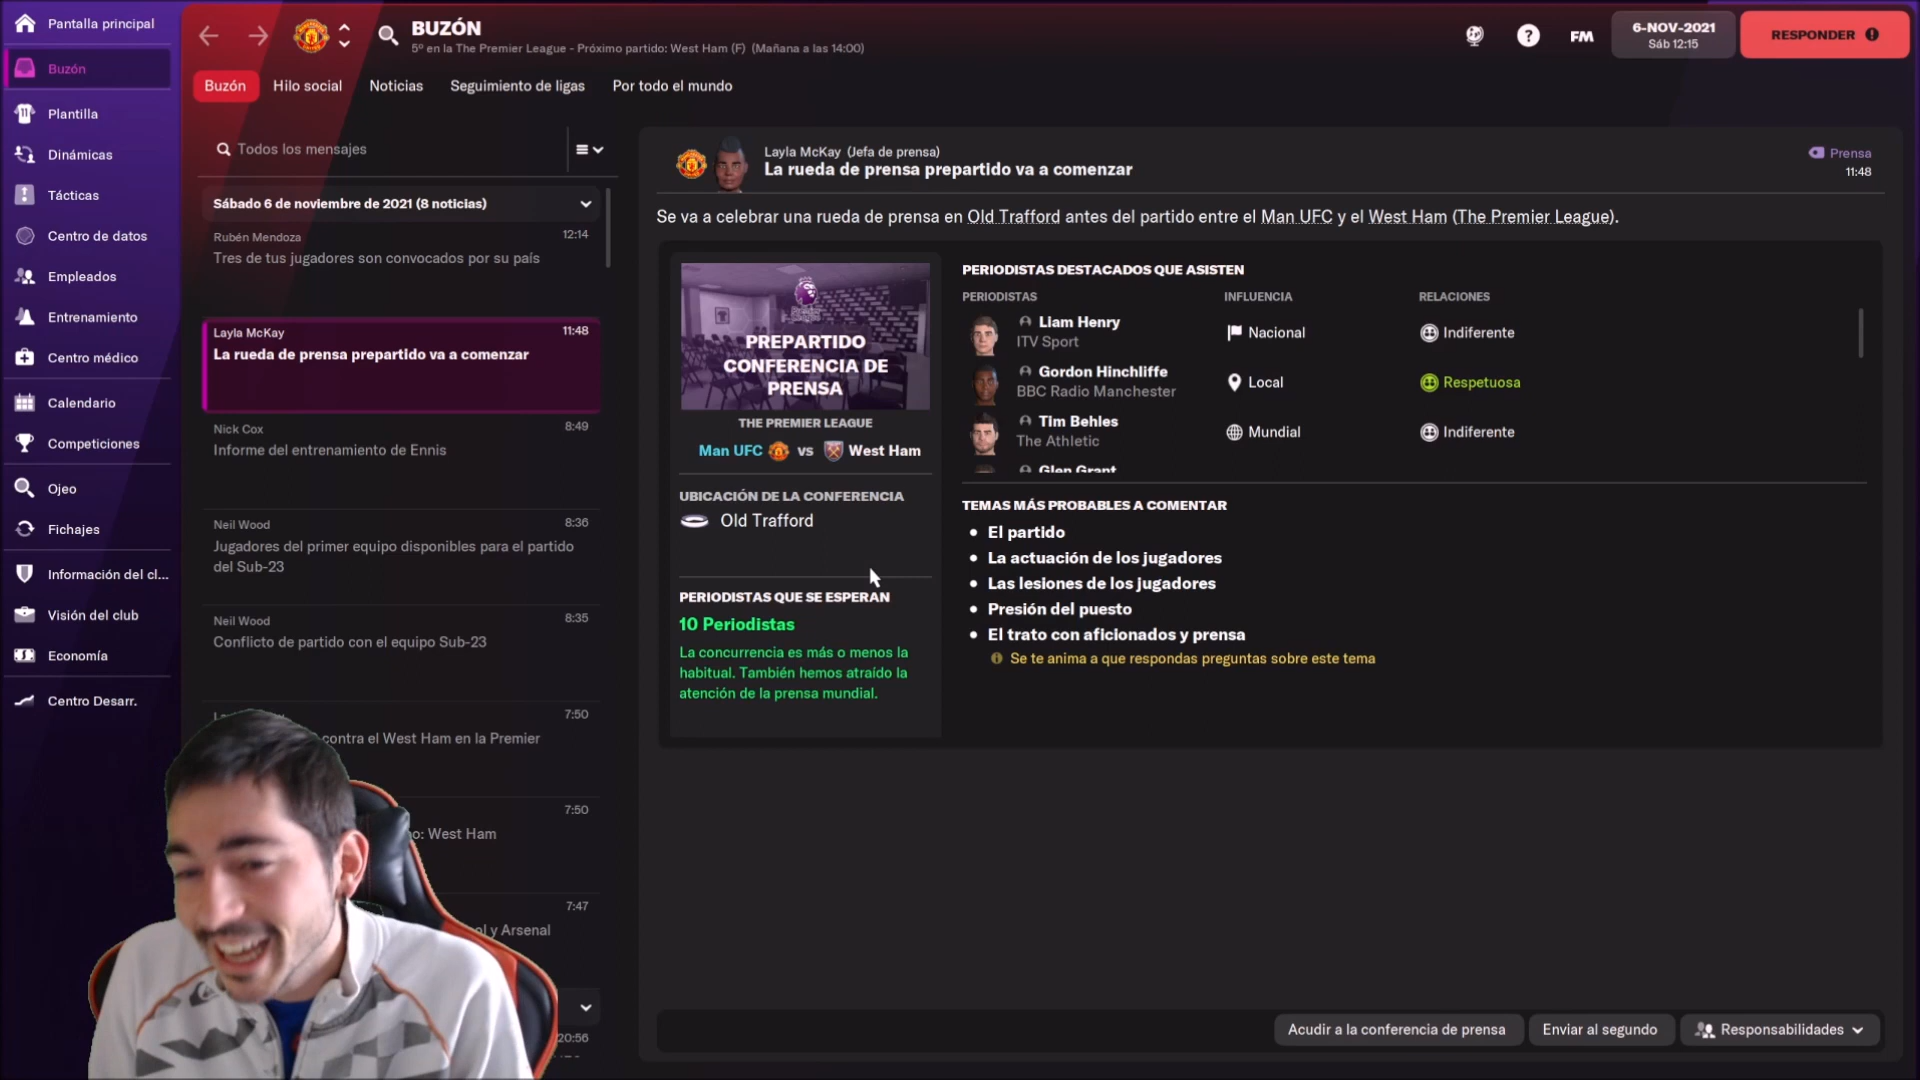 Pantalla principal
Buzón
Plantilla
Dinámicas
Tácticas
Centro de datos
Empleados
Entrenamiento
Centro médico
Calendario
Competiciones
Ojeo
Fichajes
Información del cl...
Visión del club
Economía
Centro Desarr.
BUZÓN
5º en la The Premier League - Próximo partido: West Ham (F) (Mañana a las 14:00)
FM
6-NOV-2021
Sáb 12:15
RESPONDER
Buzón Hilo social Noticias Seguimiento de ligas Por todo el mundo
Todos los mensajes
Sábado 6 de noviembre de 2021 (8 noticias)
Rubén Mendoza 12:14
Tres de tus jugadores son convocados por su país
Layla McKay 11:48
La rueda de prensa prepartido va a comenzar
Nick Cox 8:49
Informe del entrenamiento de Ennis
Neil Wood 8:36
Jugadores del primer equipo disponibles para el partido
del Sub-23
Neil Wood 8:35
Conflicto de partido con el equipo Sub-23
7:50
contra el West Ham en la Premier
7:50
o: West Ham
7:47
ol y Arsenal
20:56
Layla McKay (Jefa de prensa)
La rueda de prensa prepartido va a comenzar
Prensa
11:48
Se va a celebrar una rueda de prensa en Old Trafford antes del partido entre el Man UFC y el West Ham (The Premier League).
PREPARTIDO
CONFERENCIA DE
PRENSA
THE PREMIER LEAGUE
Man UFC vs West Ham
UBICACIÓN DE LA CONFERENCIA
Old Trafford
PERIODISTAS QUE SE ESPERAN
10 Periodistas
La concurrencia es más o menos la
habitual. También hemos atraído la
atención de la prensa mundial.
PERIODISTAS DESTACADOS QUE ASISTEN
PERIODISTAS INFLUENCIA RELACIONES
Liam Henry
ITV Sport
Nacional Indiferente
Gordon Hinchliffe
BBC Radio Manchester
Local Respetuosa
Tim Behles
The Athletic
Mundial Indiferente
Glen Grant
TEMAS MÁS PROBABLES A COMENTAR
• El partido
• La actuación de los jugadores
• Las lesiones de los jugadores
• Presión del puesto
• El trato con aficionados y prensa
Se te anima a que respondas preguntas sobre este tema
Acudir a la conferencia de prensa Enviar al segundo Responsabilidades